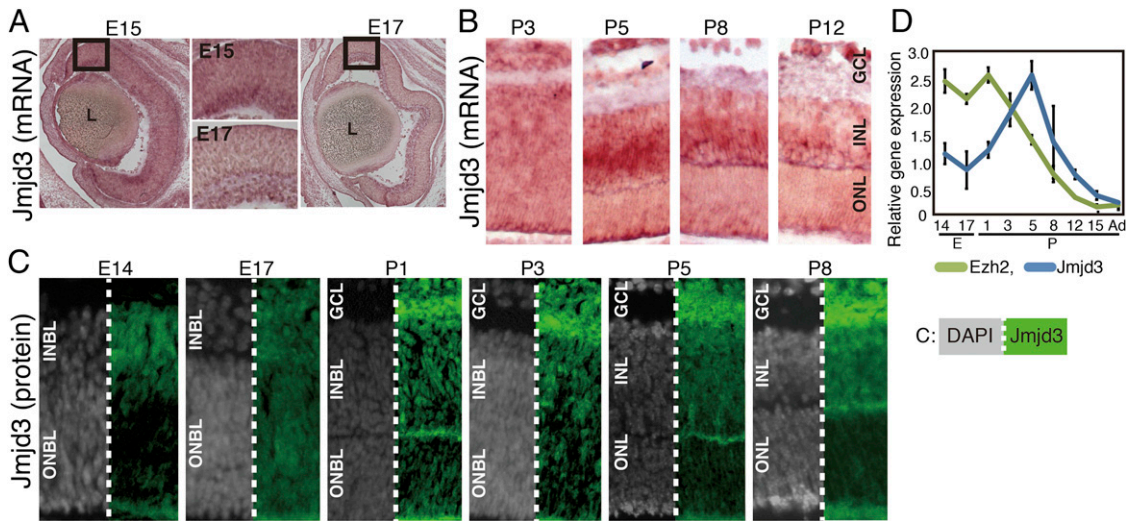 A
E15
E17
E15
E17
L
L
Jmjd3 (mRNA)
B
P3
P5
P8
P12
Jmjd3 (mRNA)
GCL
INL
ONL
D
Relative gene expression
3.0
2.5
2.0
1.5
1.0
0.5
0
14 17 1 3 5 8 12 15 Ad
E P
Ezh2, Jmjd3
C
E14
E17
P1
P3
P5
P8
Jmjd3 (protein)
INBL
ONBL
INBL
ONBL
GCL
INBL
ONBL
GCL
INBL
ONBL
GCL
INL
ONL
GCL
INL
ONL
C: DAPI Jmjd3